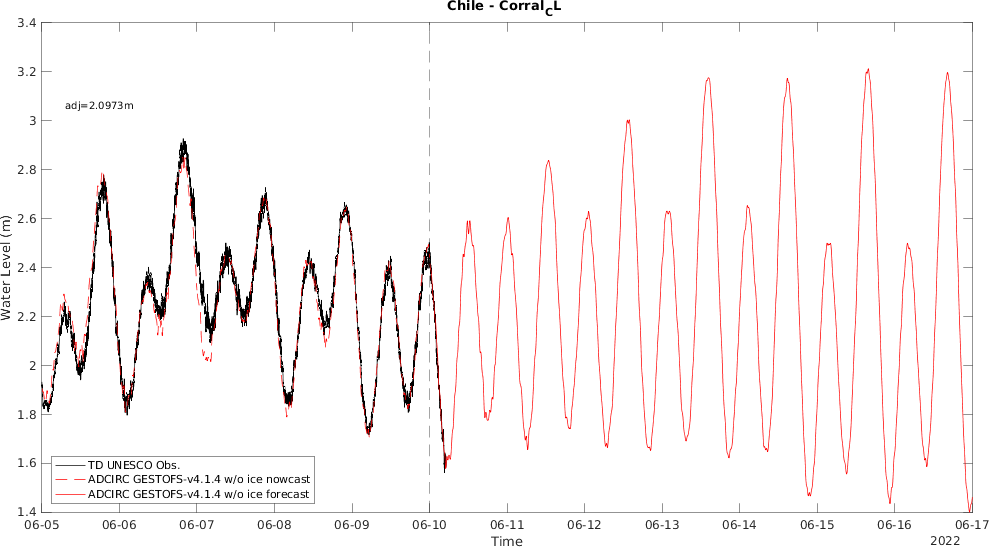 Chile - Corral_CL
adj=2.0973m
Water Level (m)
3.4
3.2
3
2.8
2.6
2.4
2.2
2
1.8
1.6
1.4
TD UNESCO Obs.
ADCIRC GESTOFS-v4.1.4 w/o ice nowcast
ADCIRC GESTOFS-v4.1.4 w/o ice forecast
06-05 06-06 06-07 06-08 06-09 06-10 06-11 06-12 06-13 06-14 06-15 06-16 06-17
Time
2022